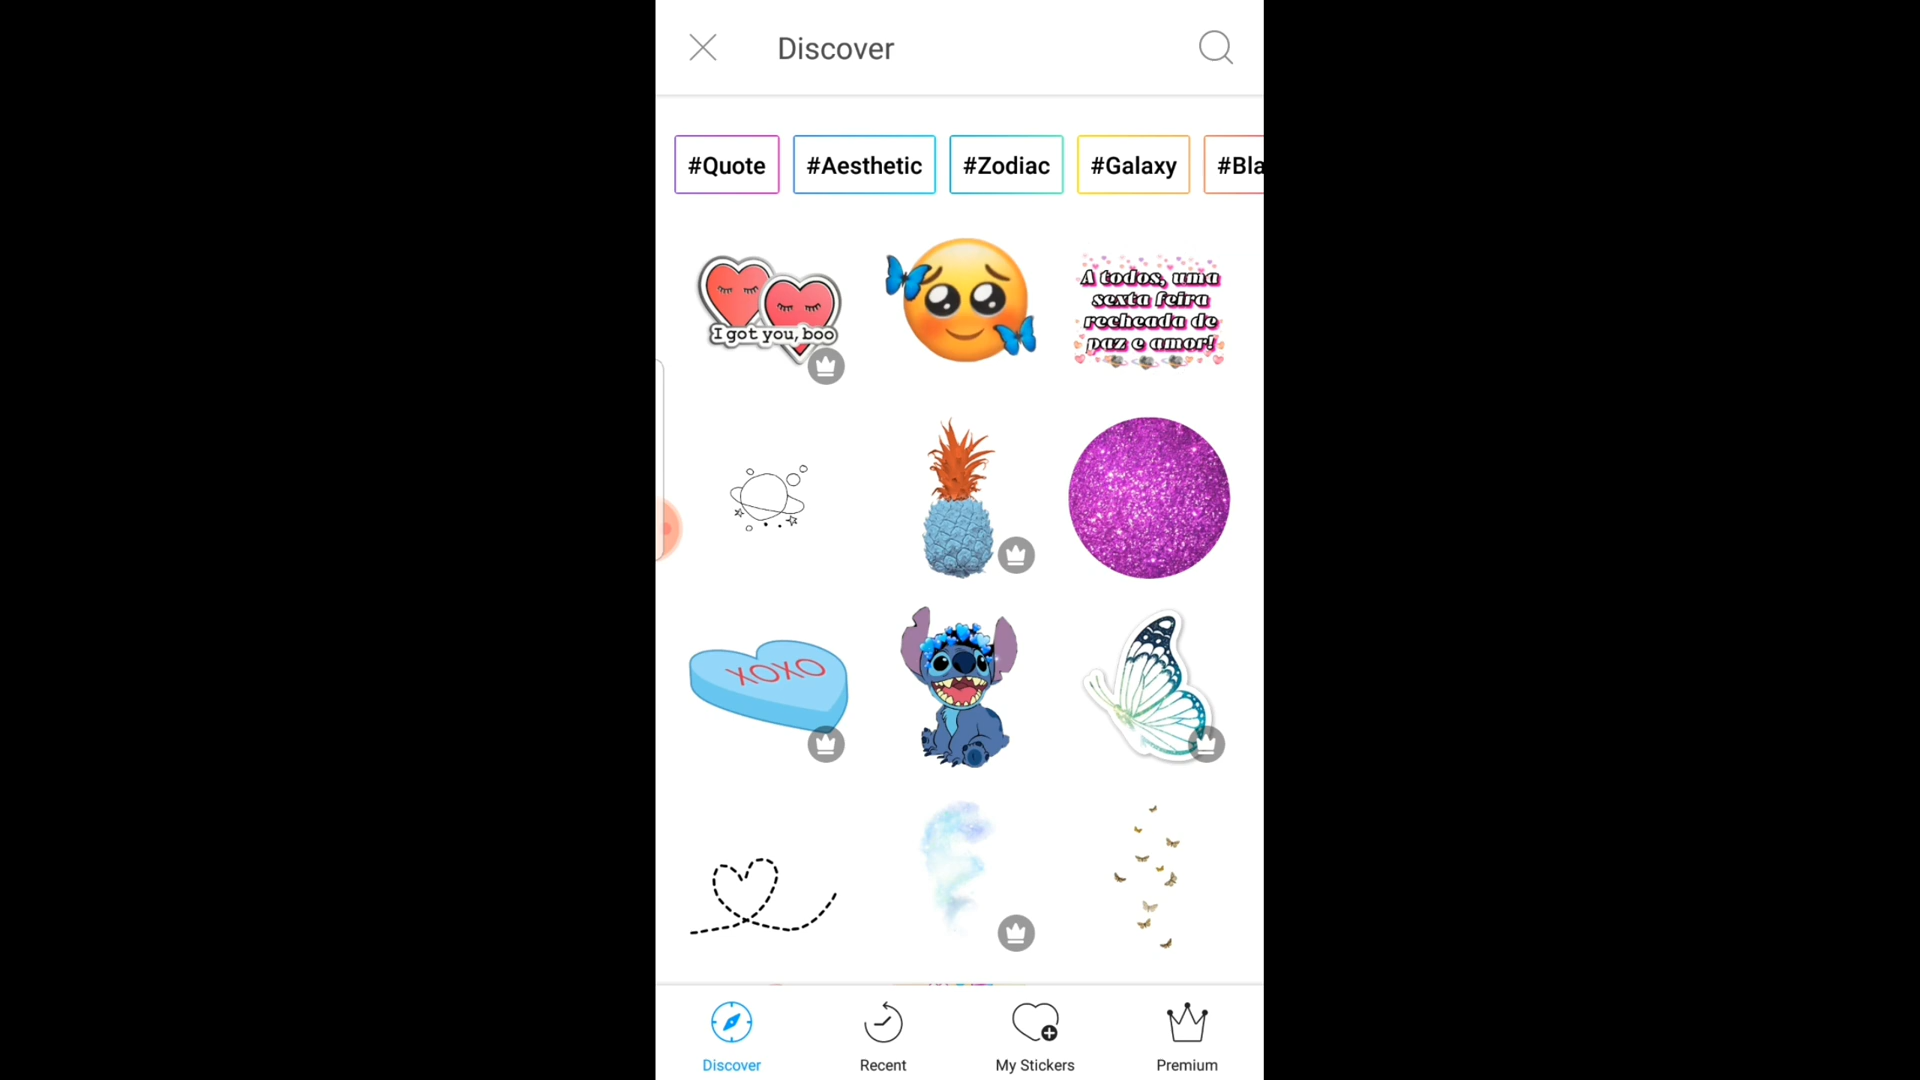 Discover
#Quote
#Aesthetic
#Zodiac
#Galaxy
#Bla
I got you, boo
A todos, uma
sexta feira
recheada de
paz e amor!
XOXO
Discover
Recent
My Stickers
Premium